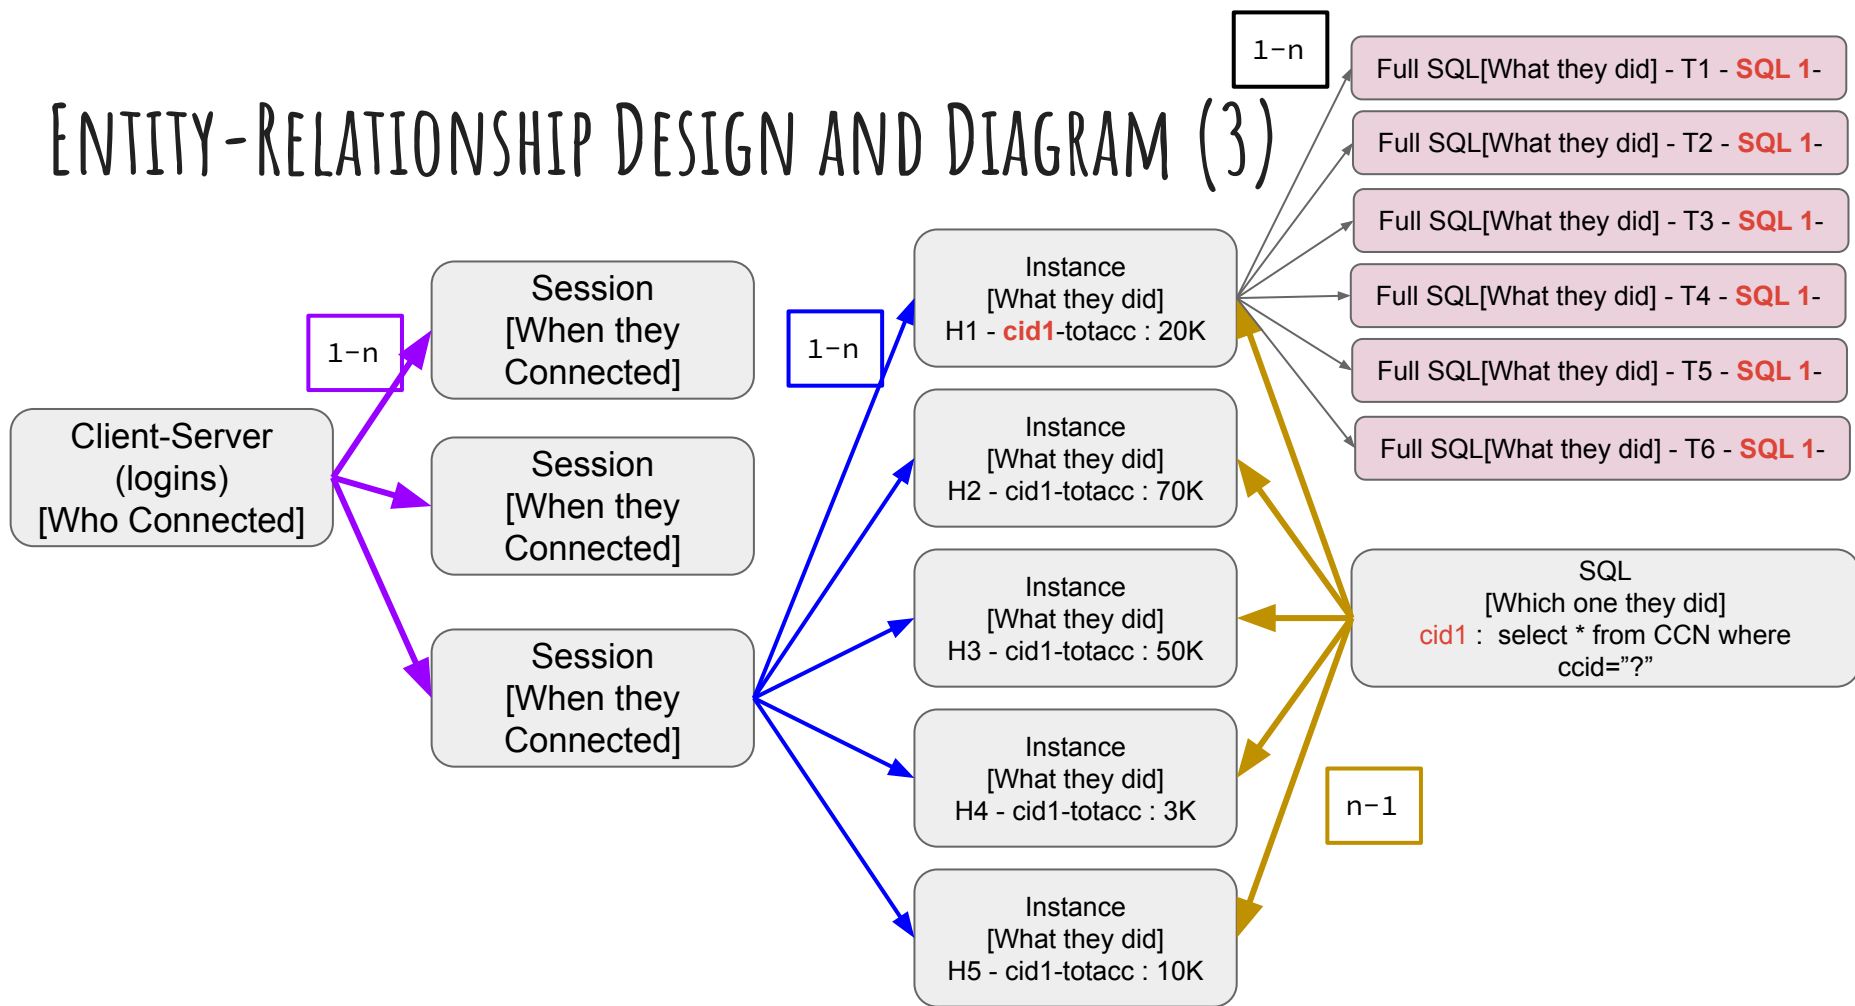 ENTITY-RELATIONSHIP DESIGN AND DIAGRAM (3)
1-n
Full SQL[What they did] - T1 - SQL 1-
Full SQL[What they did] - T2 - SQL 1-
Full SQL[What they did] - T3 - SQL 1-
Full SQL[What they did] - T4 - SQL 1-
Full SQL[What they did] - T5 - SQL 1-
Full SQL[What they did] - T6 - SQL 1-
Client-Server
(logins)
[Who Connected]
1-n
Session
[When they
Connected]
Session
[When they
Connected]
Session
[When they
Connected]
1-n
Instance
[What they did]
H1 - cid1-totacc : 20K
Instance
[What they did]
H2 - cid1-totacc : 70K
Instance
[What they did]
H3 - cid1-totacc : 50K
Instance
[What they did]
H4 - cid1-totacc : 3K
Instance
[What they did]
H5 - cid1-totacc : 10K
SQL
[Which one they did]
cid1 :  select * from CCN where
ccid=”?”
n-1